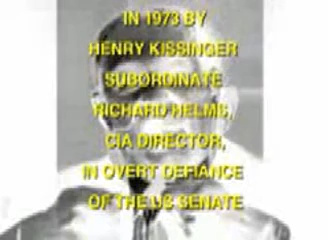 IN 1973 BY
HENRY KISSINGER
SUBORDINATE
RICHARD HELMS,
CIA DIRECTOR,
IN OVERT DEFIANCE
OF THE US SENATE